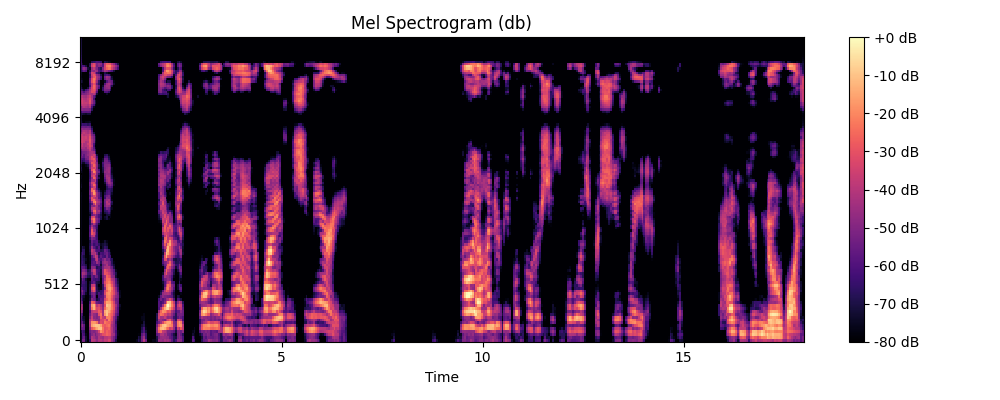 Mel Spectrogram (db)
8192
4096
2048
1024
512
0
Hz
0
5
10
15
Time
+0 dB
-10 dB
-20 dB
-30 dB
-40 dB
-50 dB
-60 dB
-70 dB
-80 dB